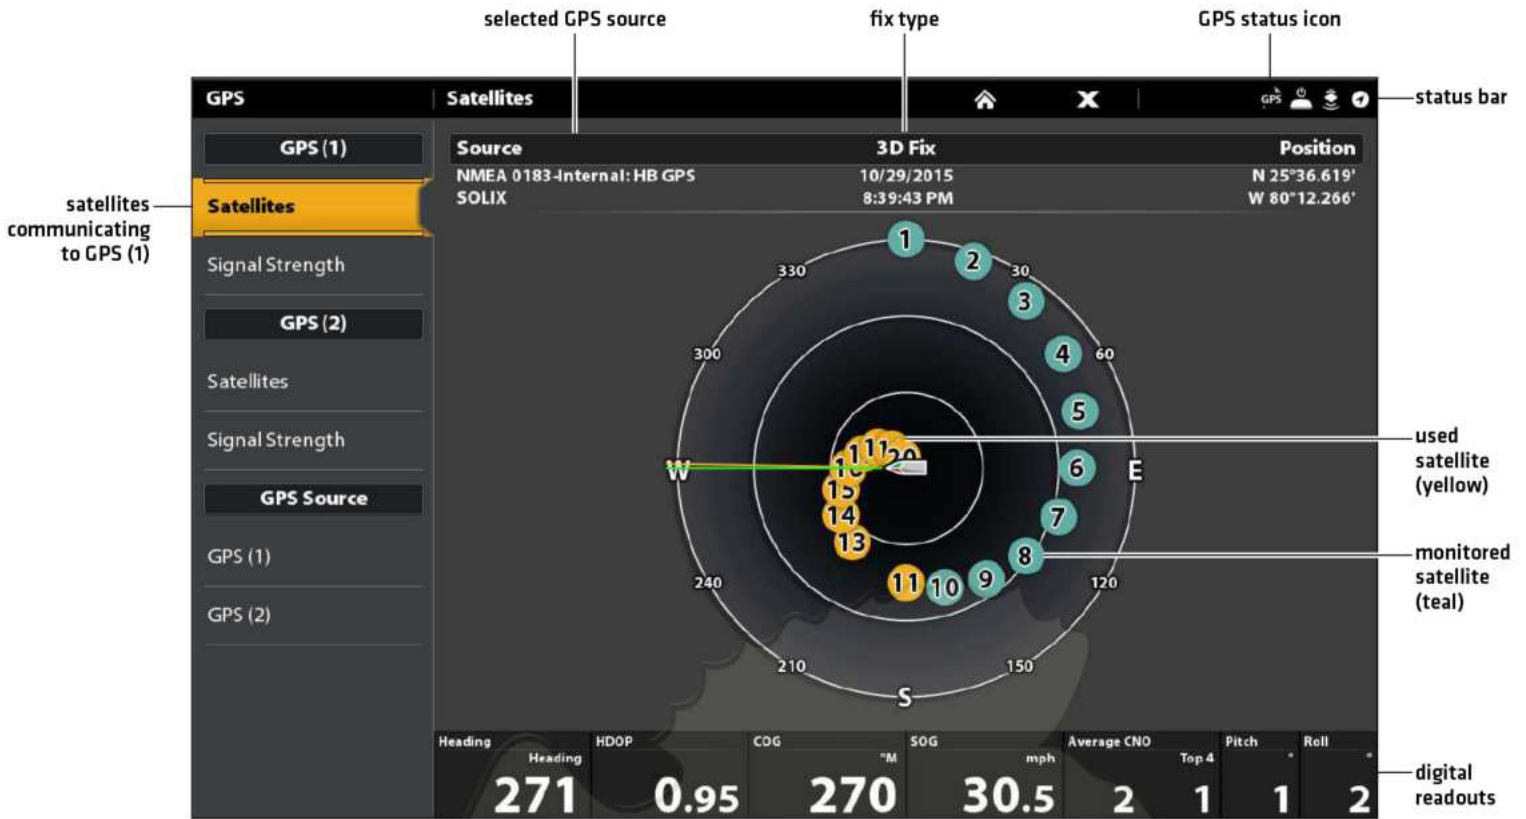 selected GPS source
fix type
GPS status icon
GPS
Satellites
GPS
status bar
GPS (1)
Source
3D Fix
Position
NMEA 0183-Internal: HB GPS
10/29/2015
N 25°36.619'
SOLIX
8:39:43 PM
W 80°12.266'
satellites
communicating
to GPS (1)
Satellites
Signal Strength
GPS (2)
Satellites
Signal Strength
GPS Source
GPS (1)
GPS (2)
1
2
330
30
3
300
4
60
5
used
satellite
(yellow)
20
W
6
E
15
14
7
13
8
monitored
satellite
(teal)
11
10
9
240
120
210
150
S
Heading
HDOP
COG
SOG
Average CNO
Pitch
Roll
Heading
°M
mph
Top 4
°
°
271
0.95
270
30.5
2
1
1
2
digital
readouts